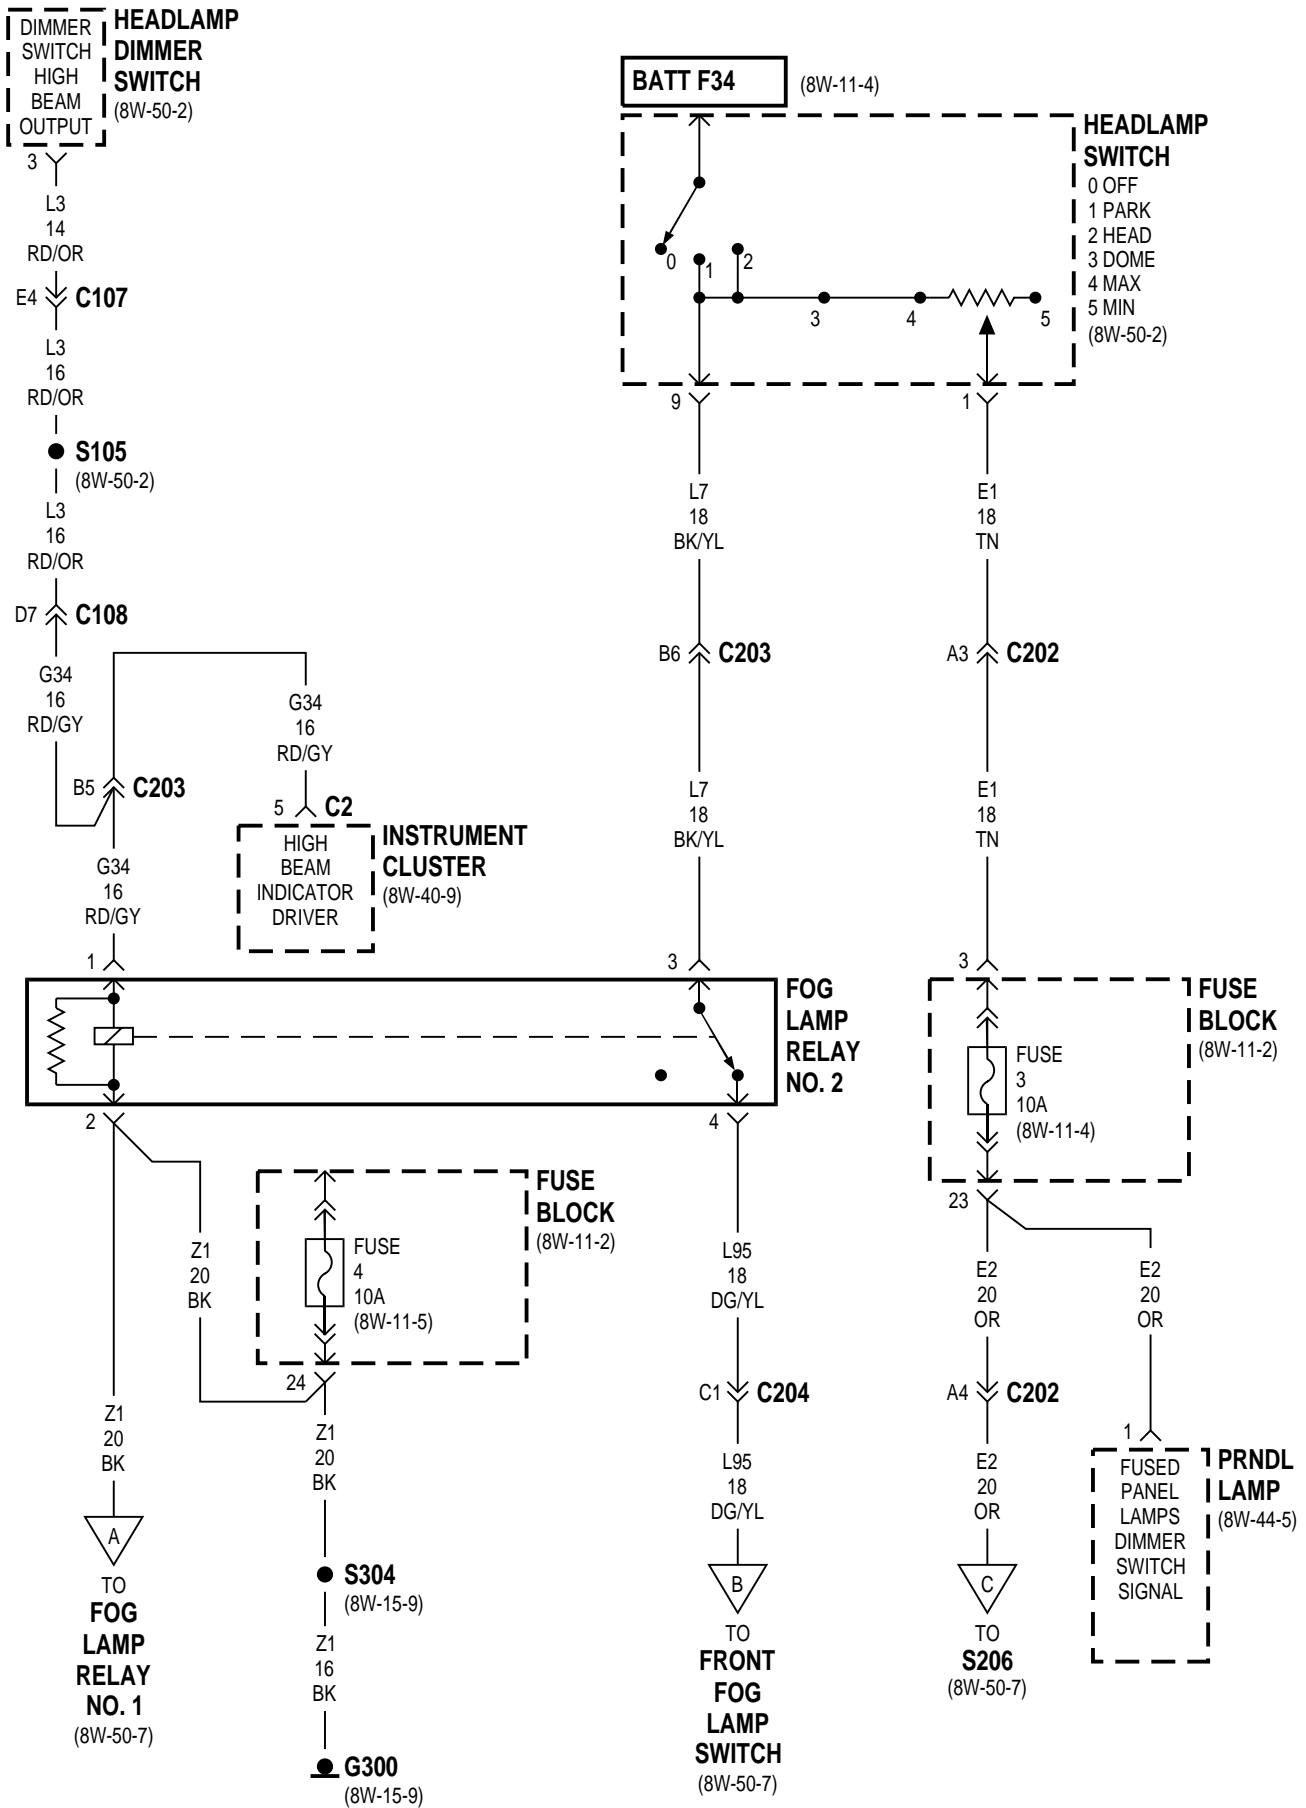 DIMMER
SWITCH
HIGH
BEAM
OUTPUT
HEADLAMP
DIMMER
SWITCH
(8W-50-2)
3
L3
14
RD/OR
E4
C107
L3
16
RD/OR
S105
(8W-50-2)
L3
16
RD/OR
D7
C108
G34
16
RD/GY
B5
C203
G34
16
RD/GY
5
C2
HIGH
BEAM
INDICATOR
DRIVER
INSTRUMENT
CLUSTER
(8W-40-9)
G34
16
RD/GY
1
BATT F34
(8W-11-4)
HEADLAMP
SWITCH
0 OFF
1 PARK
2 HEAD
3 DOME
4 MAX
5 MIN
(8W-50-2)
0
1
2
3
4
5
9
1
L7
18
BK/YL
E1
18
TN
B6
C203
A3
C202
L7
18
BK/YL
E1
18
TN
3
3
FOG
LAMP
RELAY
NO. 2
FUSE
BLOCK
(8W-11-2)
FUSE
3
10A
(8W-11-4)
2
4
23
Z1
20
BK
FUSE
BLOCK
(8W-11-2)
FUSE
4
10A
(8W-11-5)
24
L95
18
DG/YL
E2
20
OR
E2
20
OR
C1
C204
A4
C202
Z1
20
BK
Z1
20
BK
L95
18
DG/YL
E2
20
OR
1
FUSED
PANEL
LAMPS
DIMMER
SWITCH
SIGNAL
PRNDL
LAMP
(8W-44-5)
A
TO
FOG
LAMP
RELAY
NO. 1
(8W-50-7)
S304
(8W-15-9)
Z1
16
BK
G300
(8W-15-9)
B
TO
FRONT
FOG
LAMP
SWITCH
(8W-50-7)
C
TO
S206
(8W-50-7)